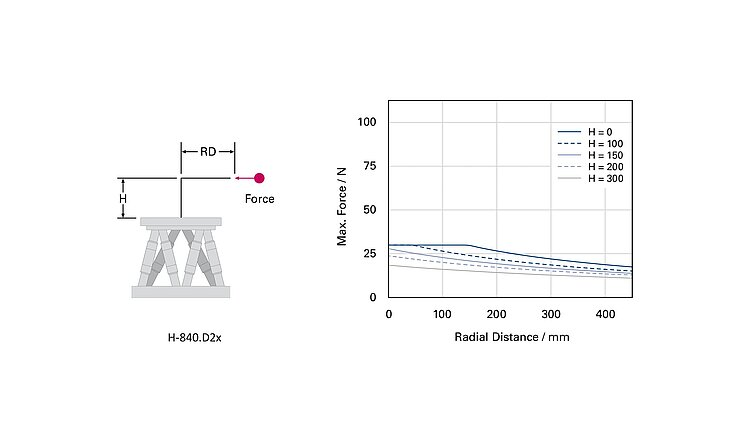 RD
H
Force
H-840.D2x
Max. Force / N
100
75
50
25
0
H = 0
H = 100
H = 150
H = 200
H = 300
0 100 200 300 400
Radial Distance / mm